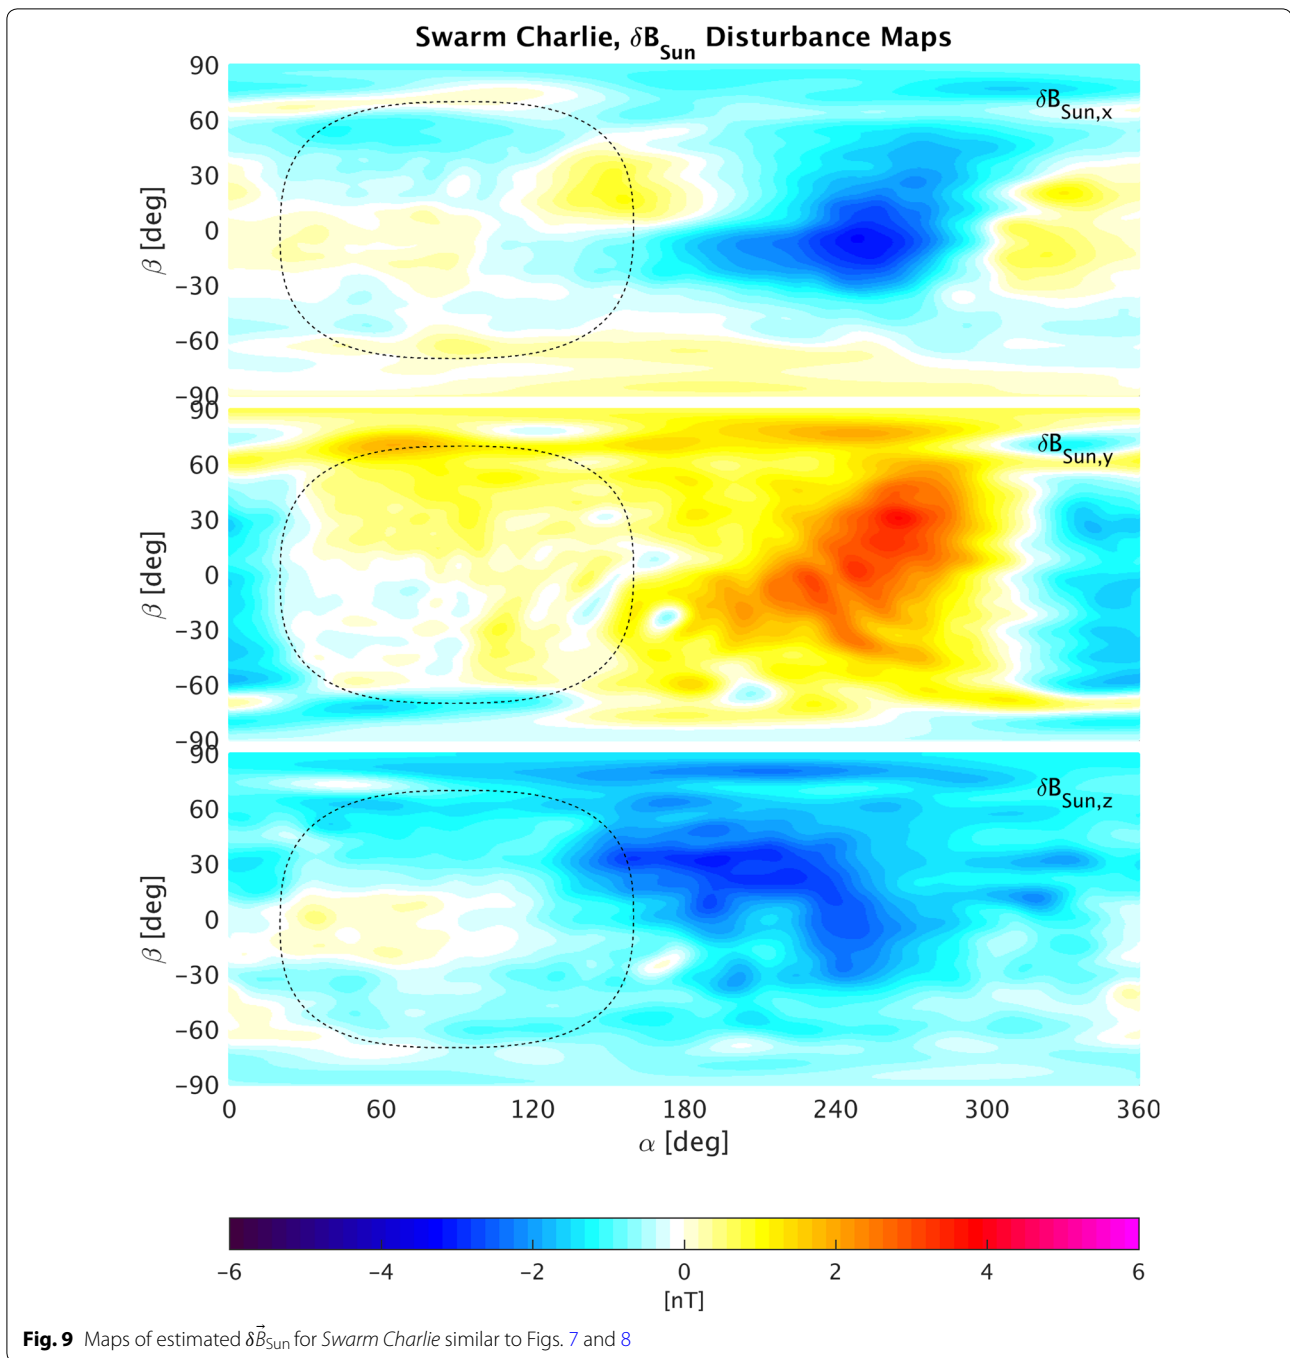 Swarm Charlie, δB_Sun Disturbance Maps
90
60
30
0
−30
−60
−90
β [deg]
δB_Sun,x
90
60
30
0
−30
−60
−90
β [deg]
δB_Sun,y
90
60
30
0
−30
−60
−90
β [deg]
δB_Sun,z
0 60 120 180 240 300 360
α [deg]
−6 −4 −2 0 2 4 6
[nT]
Fig. 9 Maps of estimated δB⃗_Sun for Swarm Charlie similar to Figs. 7 and 8